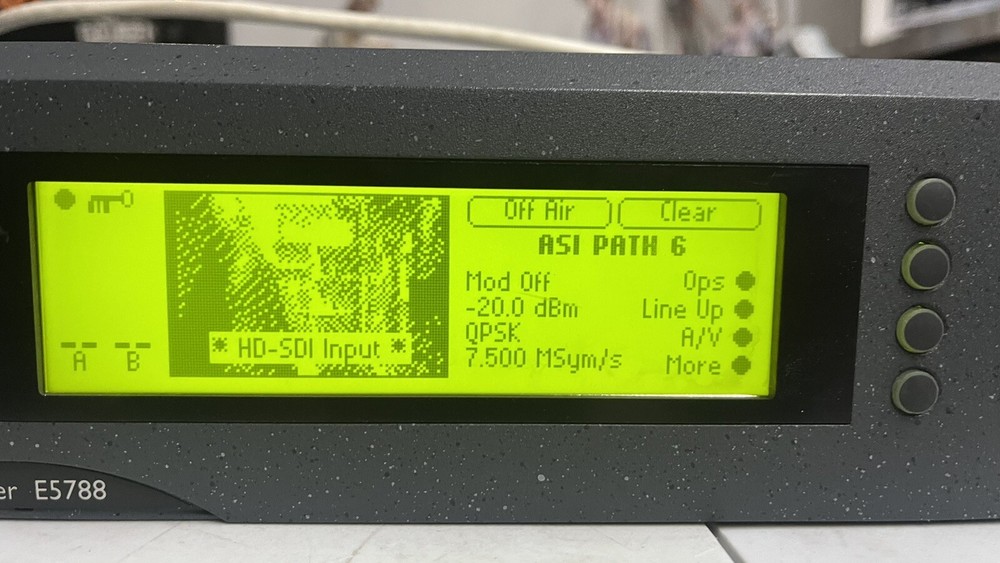 Off Air Clear
ASI PATH 6
Mod Off Ops
-20.0 dBm Line Up
QPSK A/V
7.500 MSym/s More
* HD-SDI Input *
A B
er E5788